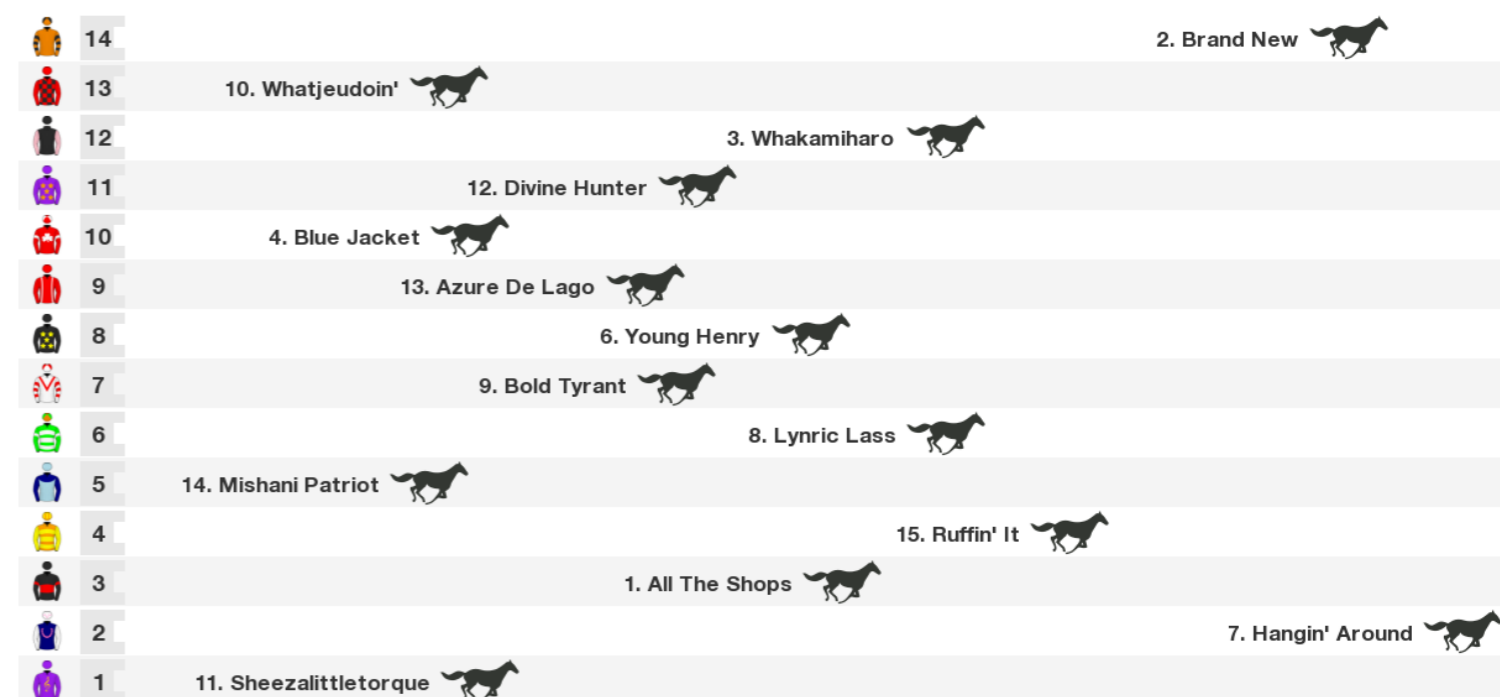 14 2. Brand New
13 10. Whatjeudoin'
12 3. Whakamiharo
11 12. Divine Hunter
10 4. Blue Jacket
9 13. Azure De Lago
8 6. Young Henry
7 9. Bold Tyrant
6 8. Lynric Lass
5 14. Mishani Patriot
4 15. Ruffin' It
3 1. All The Shops
2 7. Hangin' Around
1 11. Sheezalittletorque